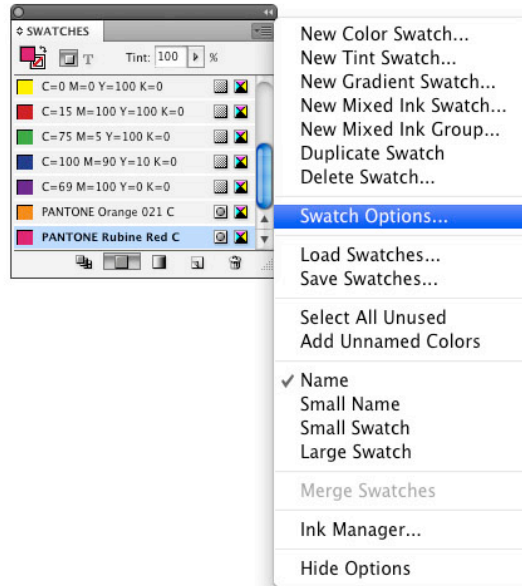 SWATCHES
T Tint: 100 %
C=0 M=0 Y=100 K=0
C=15 M=100 Y=100 K=0
C=75 M=5 Y=100 K=0
C=100 M=90 Y=10 K=0
C=69 M=100 Y=0 K=0
PANTONE Orange 021 C
PANTONE Rubine Red C
New Color Swatch...
New Tint Swatch...
New Gradient Swatch...
New Mixed Ink Swatch...
New Mixed Ink Group...
Duplicate Swatch
Delete Swatch...
Swatch Options...
Load Swatches...
Save Swatches...
Select All Unused
Add Unnamed Colors
Name
Small Name
Small Swatch
Large Swatch
Merge Swatches
Ink Manager...
Hide Options